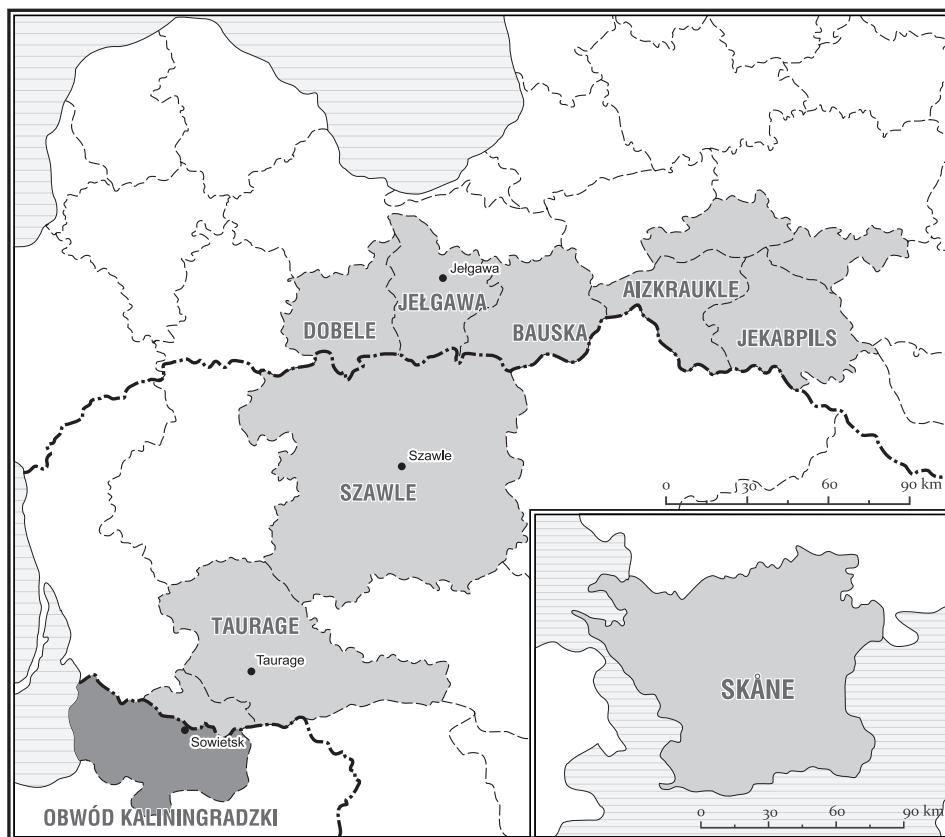 Jełgawa
AIZKRAUKLE
JEŁGAWA
DOBELE
BAUSKA
JEKABPILS
Szawle
SZAWLE
0 30 60 90 km
TAURAGE
Taurage
SKÅNE
Sowietsk
OBWÓD KALININGRADZKI
0 30 60 90 km